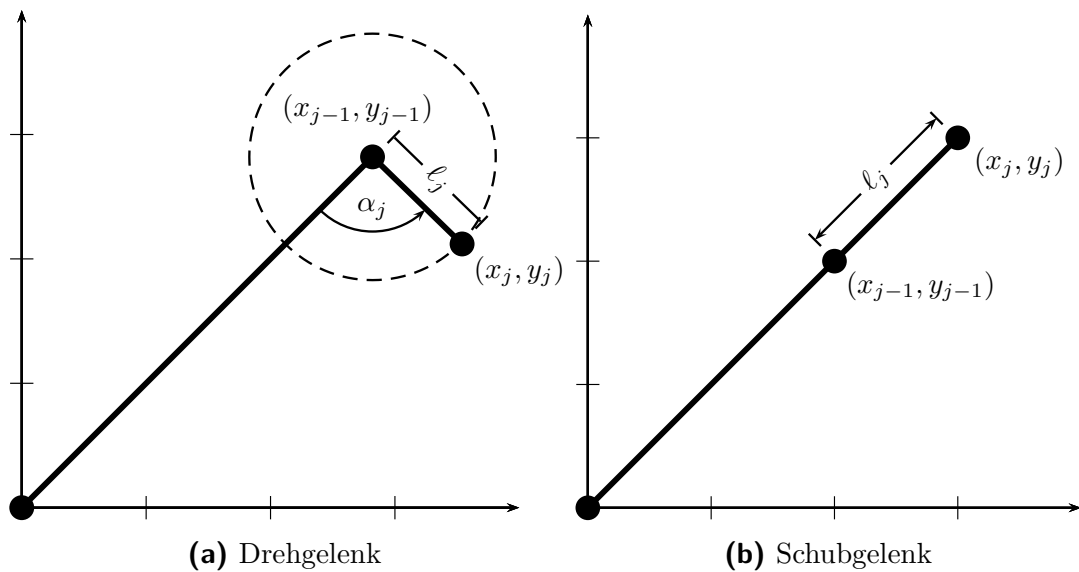 (x_{j−1}, y_{j−1})
ℓ_j
α_j
(x_j, y_j)
(a) Drehgelenk
ℓ_j
(x_j, y_j)
(x_{j−1}, y_{j−1})
(b) Schubgelenk